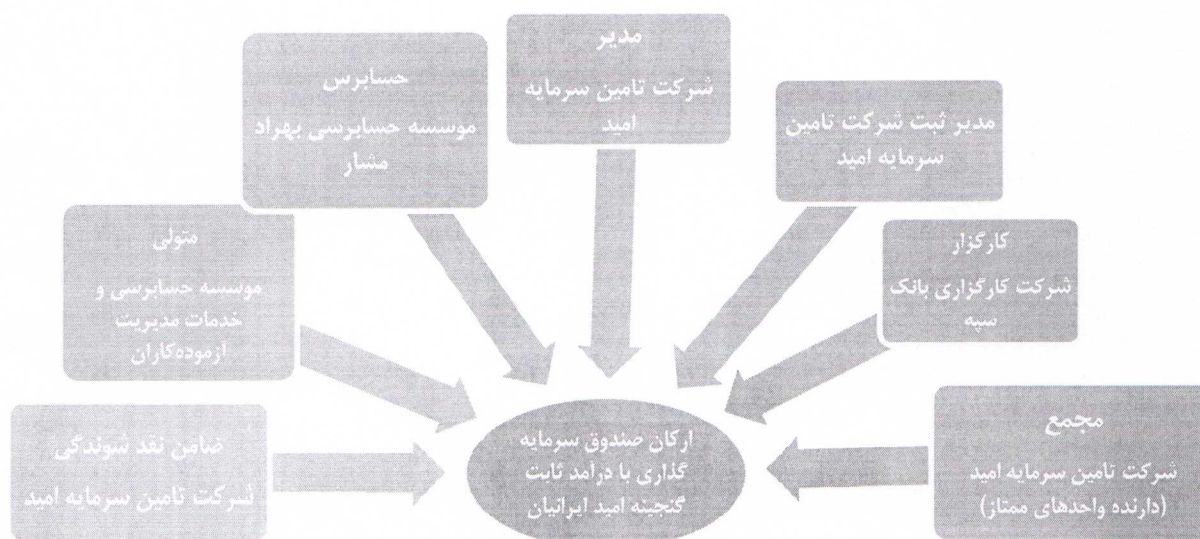 مدیر
شرکت تامین سرمایه
امید
حسابرس
موسسه حسابرسی بهراد
مشار
مدیر ثبت شرکت تامین
سرمایه امید
متولی
موسسه حسابرسی و
خدمات مدیریت
ازموده‌کاران
کارگزار
شرکت کارگزاری بانک
سپه
ضامن نقد شوندگی
شرکت تامین سرمایه امید
ارکان صندوق سرمایه
گذاری با درامد ثابت
گنجینه امید ایرانیان
مجمع
شرکت تامین سرمایه امید
(دارنده واحدهای ممتاز)